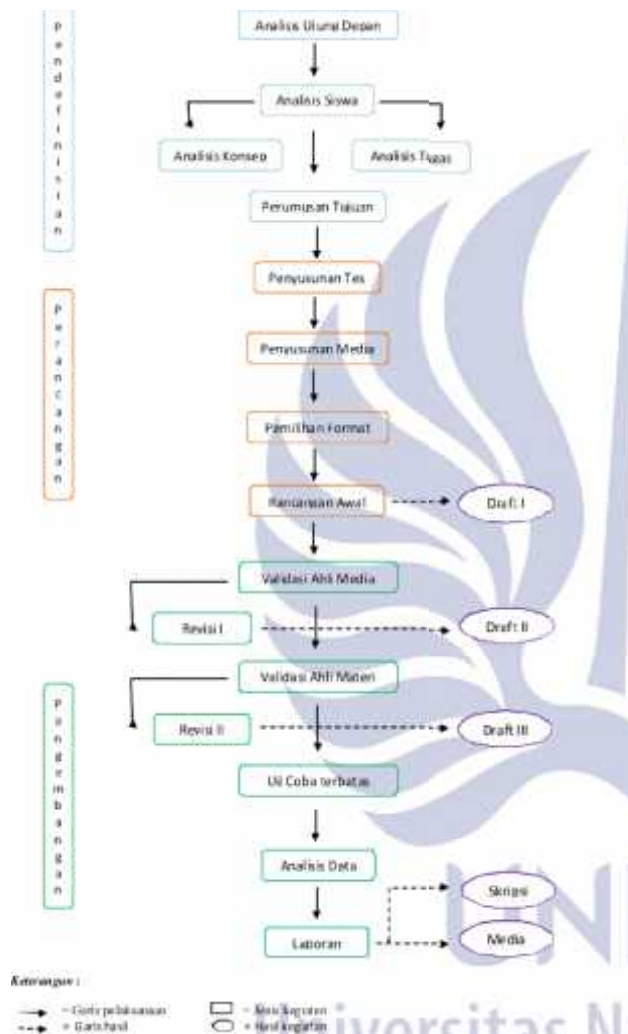 Pendefinisian
Analisis Ujung Depan
Analisis Siswa
Analisis Konsep
Analisis Tugas
Perumusan Tujuan
Perancangan
Penyusunan Tes
Penyusunan Media
Pemilihan Format
Rancangan Awal
Draft I
Validasi Ahli Media
Revisi I
Draft II
Validasi Ahli Materi
Revisi II
Draft III
Pengembangan
Uji Coba terbatas
Analisis Data
Laporan
Skripsi
Media
UNI
Keterangan :
= Garis pelaksanaan
= Jenis kegiatan
= Garis hasil
= Hasil kegiatan
Universitas N